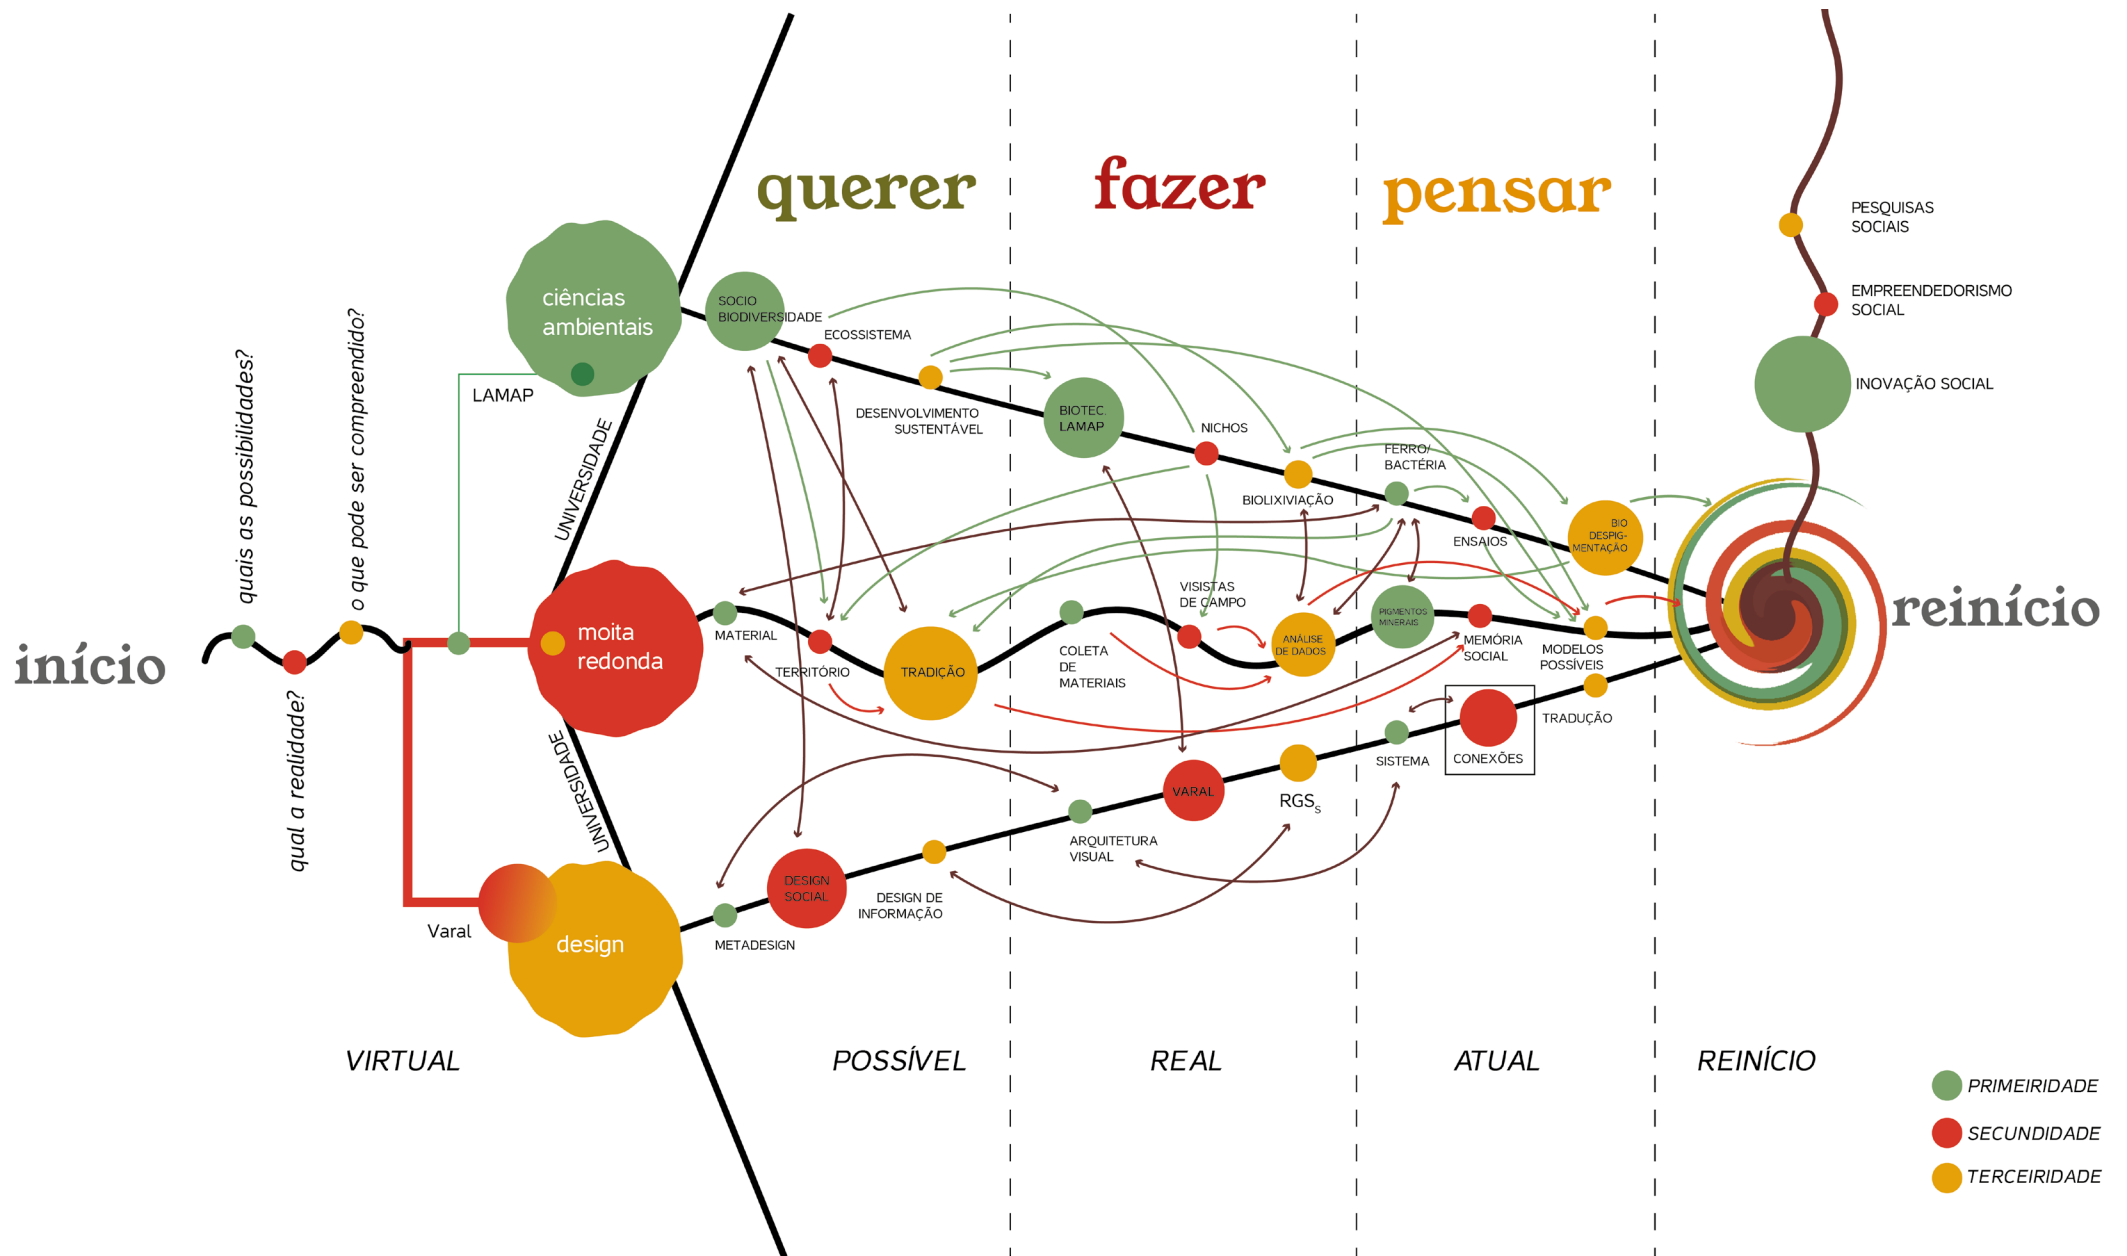 querer
fazer
pensar
início
quais as possibilidades?
qual a realidade?
o que pode ser compreendido?
ciências
ambientais
LAMAP
UNIVERSIDADE
moita
redonda
UNIVERSIDADE
Varal
design
SOCIO
BIODIVERSIDADE
ECOSSISTEMA
DESENVOLVIMENTO
SUSTENTÁVEL
BIOTEC.
LAMAP
NICHOS
BIOLIXIVIAÇÃO
FERRO/
BACTÉRIA
ENSAIOS
BIO
DESPIG-
MENTAÇÃO
MATERIAL
TERRITÓRIO
TRADIÇÃO
COLETA
DE
MATERIAIS
VISISTAS
DE CAMPO
ANÁLISE
DE DADOS
PIGMENTOS
MINERAIS
MEMÓRIA
SOCIAL
MODELOS
POSSÍVEIS
METADESIGN
DESIGN
SOCIAL
DESIGN DE
INFORMAÇÃO
ARQUITETURA
VISUAL
VARAL
RGSs
SISTEMA
CONEXÕES
TRADUÇÃO
PESQUISAS
SOCIAIS
EMPREENDEDORISMO
SOCIAL
INOVAÇÃO SOCIAL
reinício
VIRTUAL
POSSÍVEL
REAL
ATUAL
REINÍCIO
PRIMEIRIDADE
SECUNDIDADE
TERCEIRIDADE